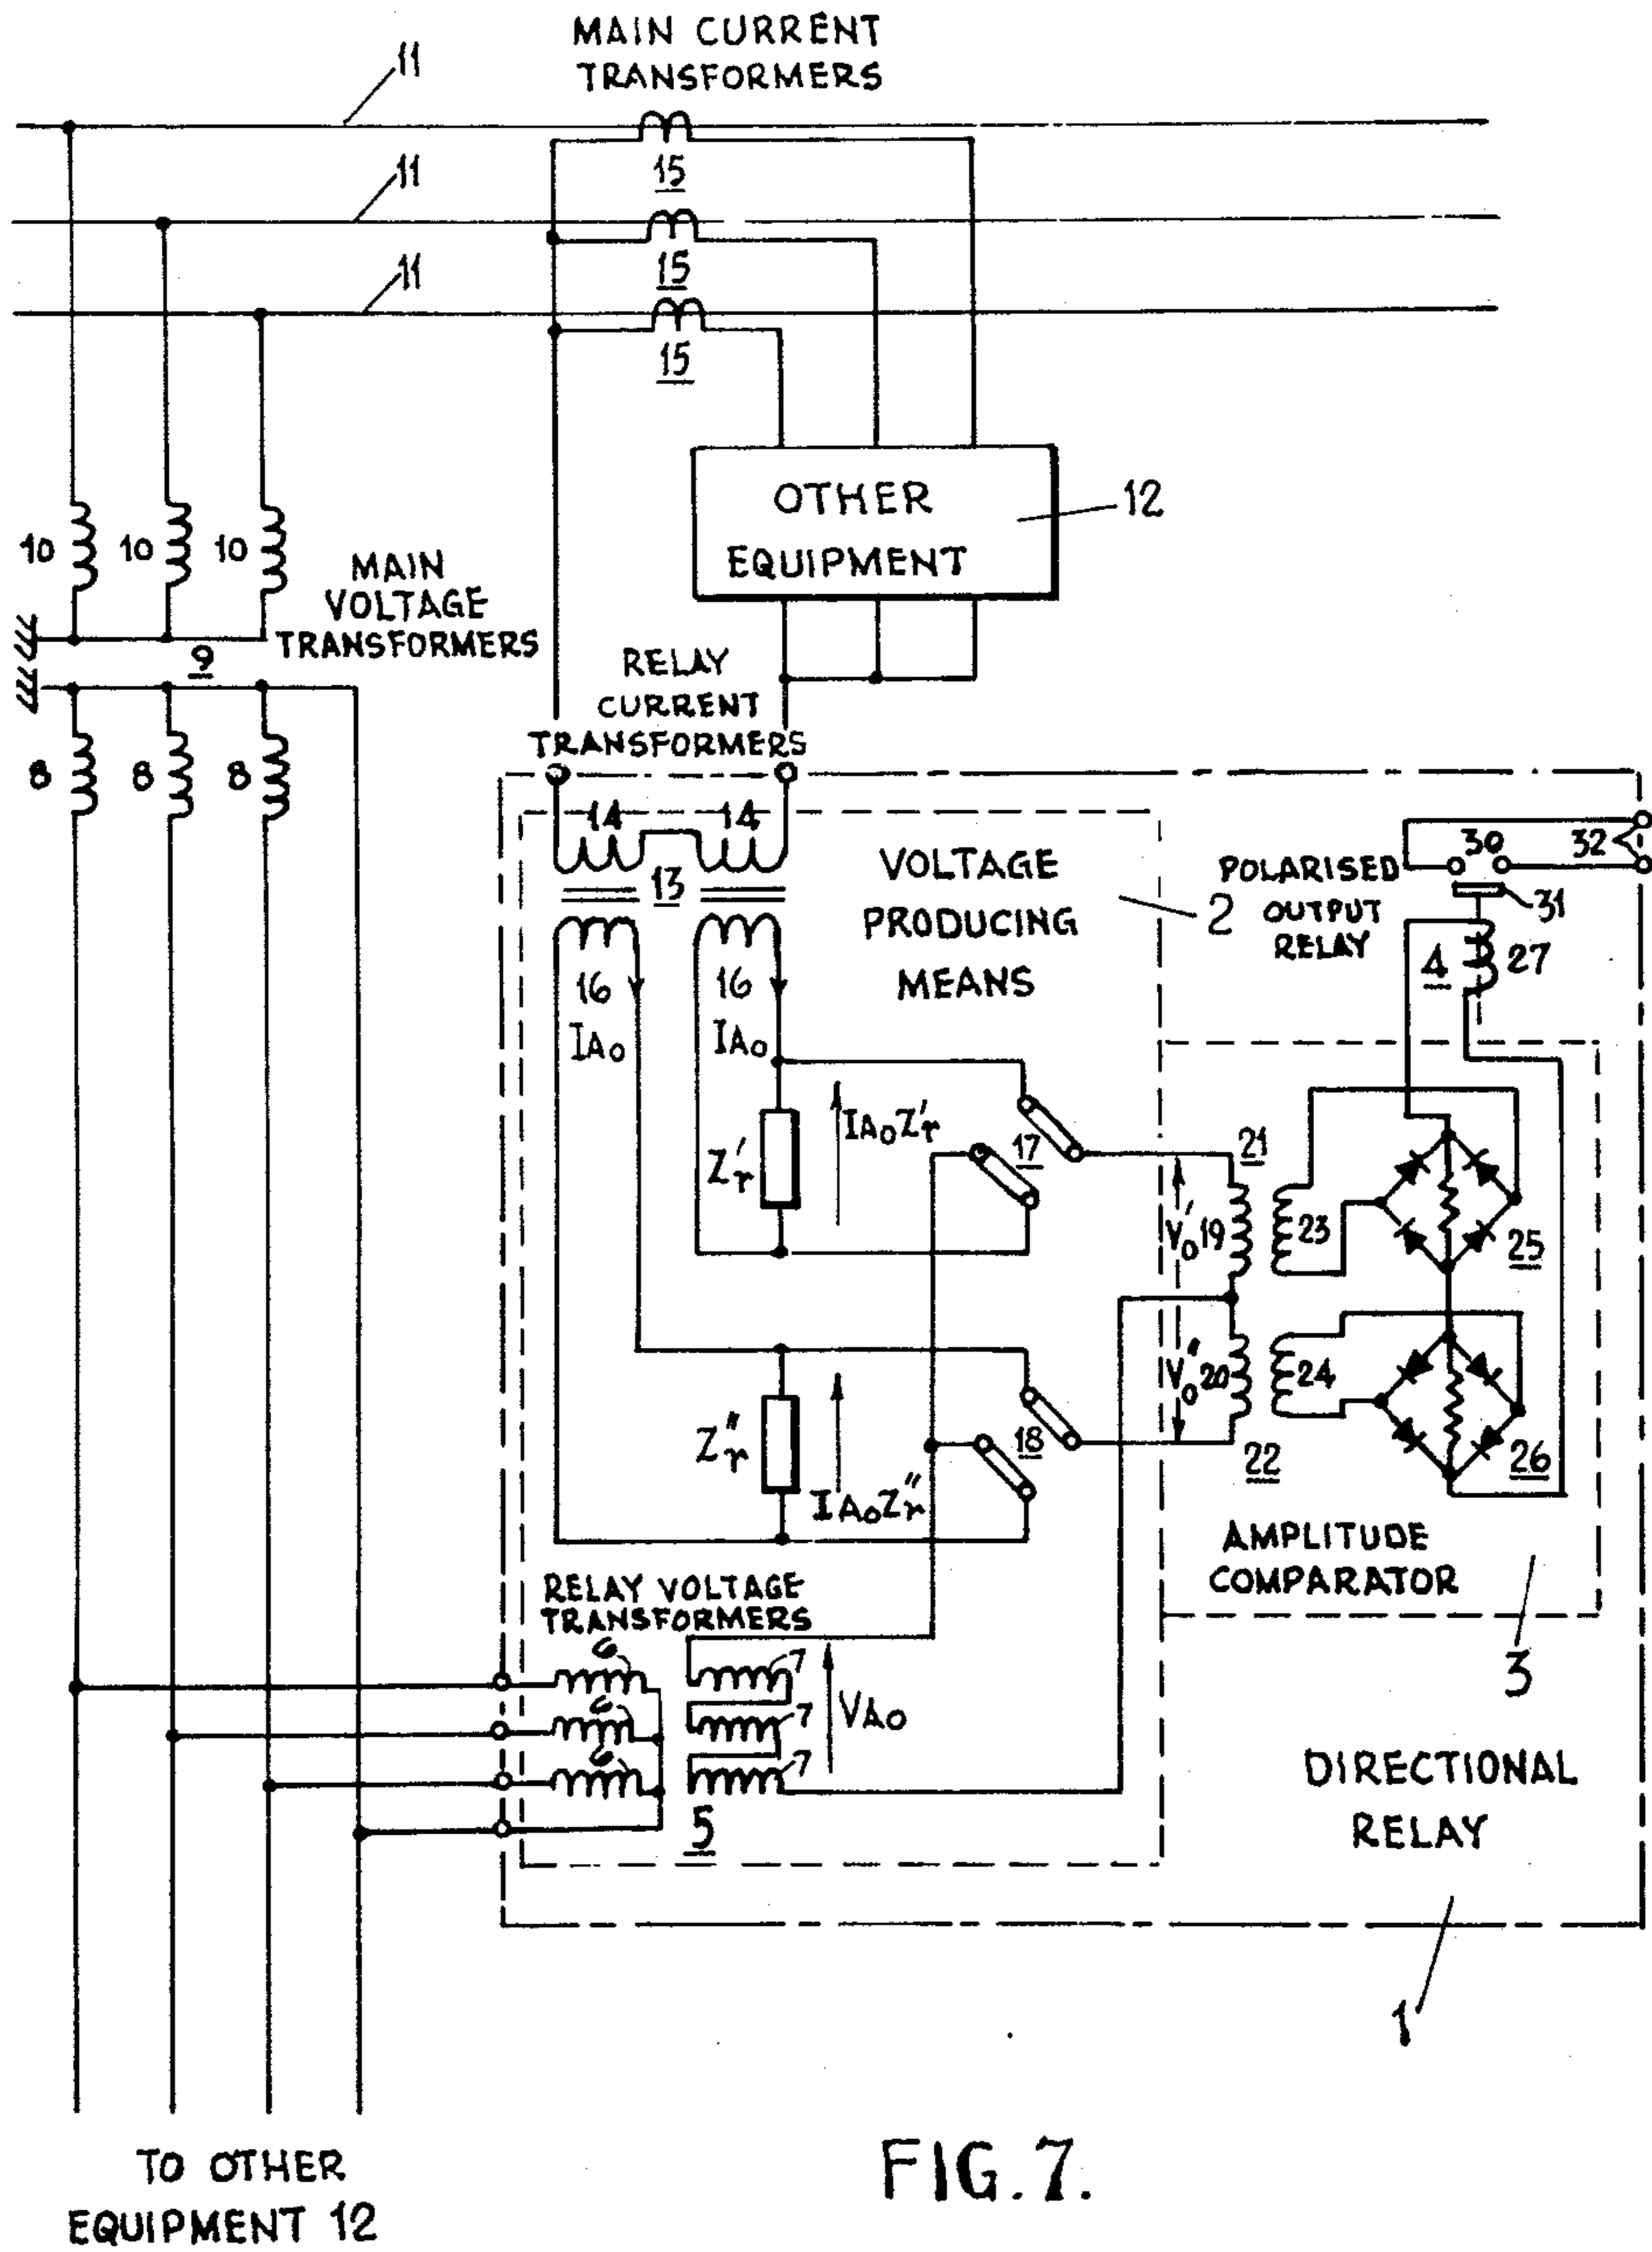 MAIN CURRENT
TRANSFORMERS
11
11
11
15
15
15
OTHER
EQUIPMENT
12
10
10
10
MAIN
VOLTAGE
TRANSFORMERS
9
RELAY
CURRENT
TRANSFORMERS
8
8
8
14
14
13
VOLTAGE
PRODUCING
MEANS
2
POLARISED
OUTPUT
RELAY
30
32
31
4
27
16
16
IA₀
IA₀
Z′r
IA₀Z′r
17
21
V′₀
19
23
25
Z″r
IA₀Z″r
18
V″₀
20
24
22
26
AMPLITUDE
COMPARATOR
3
RELAY VOLTAGE
TRANSFORMERS
6
6
6
7
7
7
VA₀
5
DIRECTIONAL
RELAY
1
TO OTHER
EQUIPMENT 12
FIG. 7.